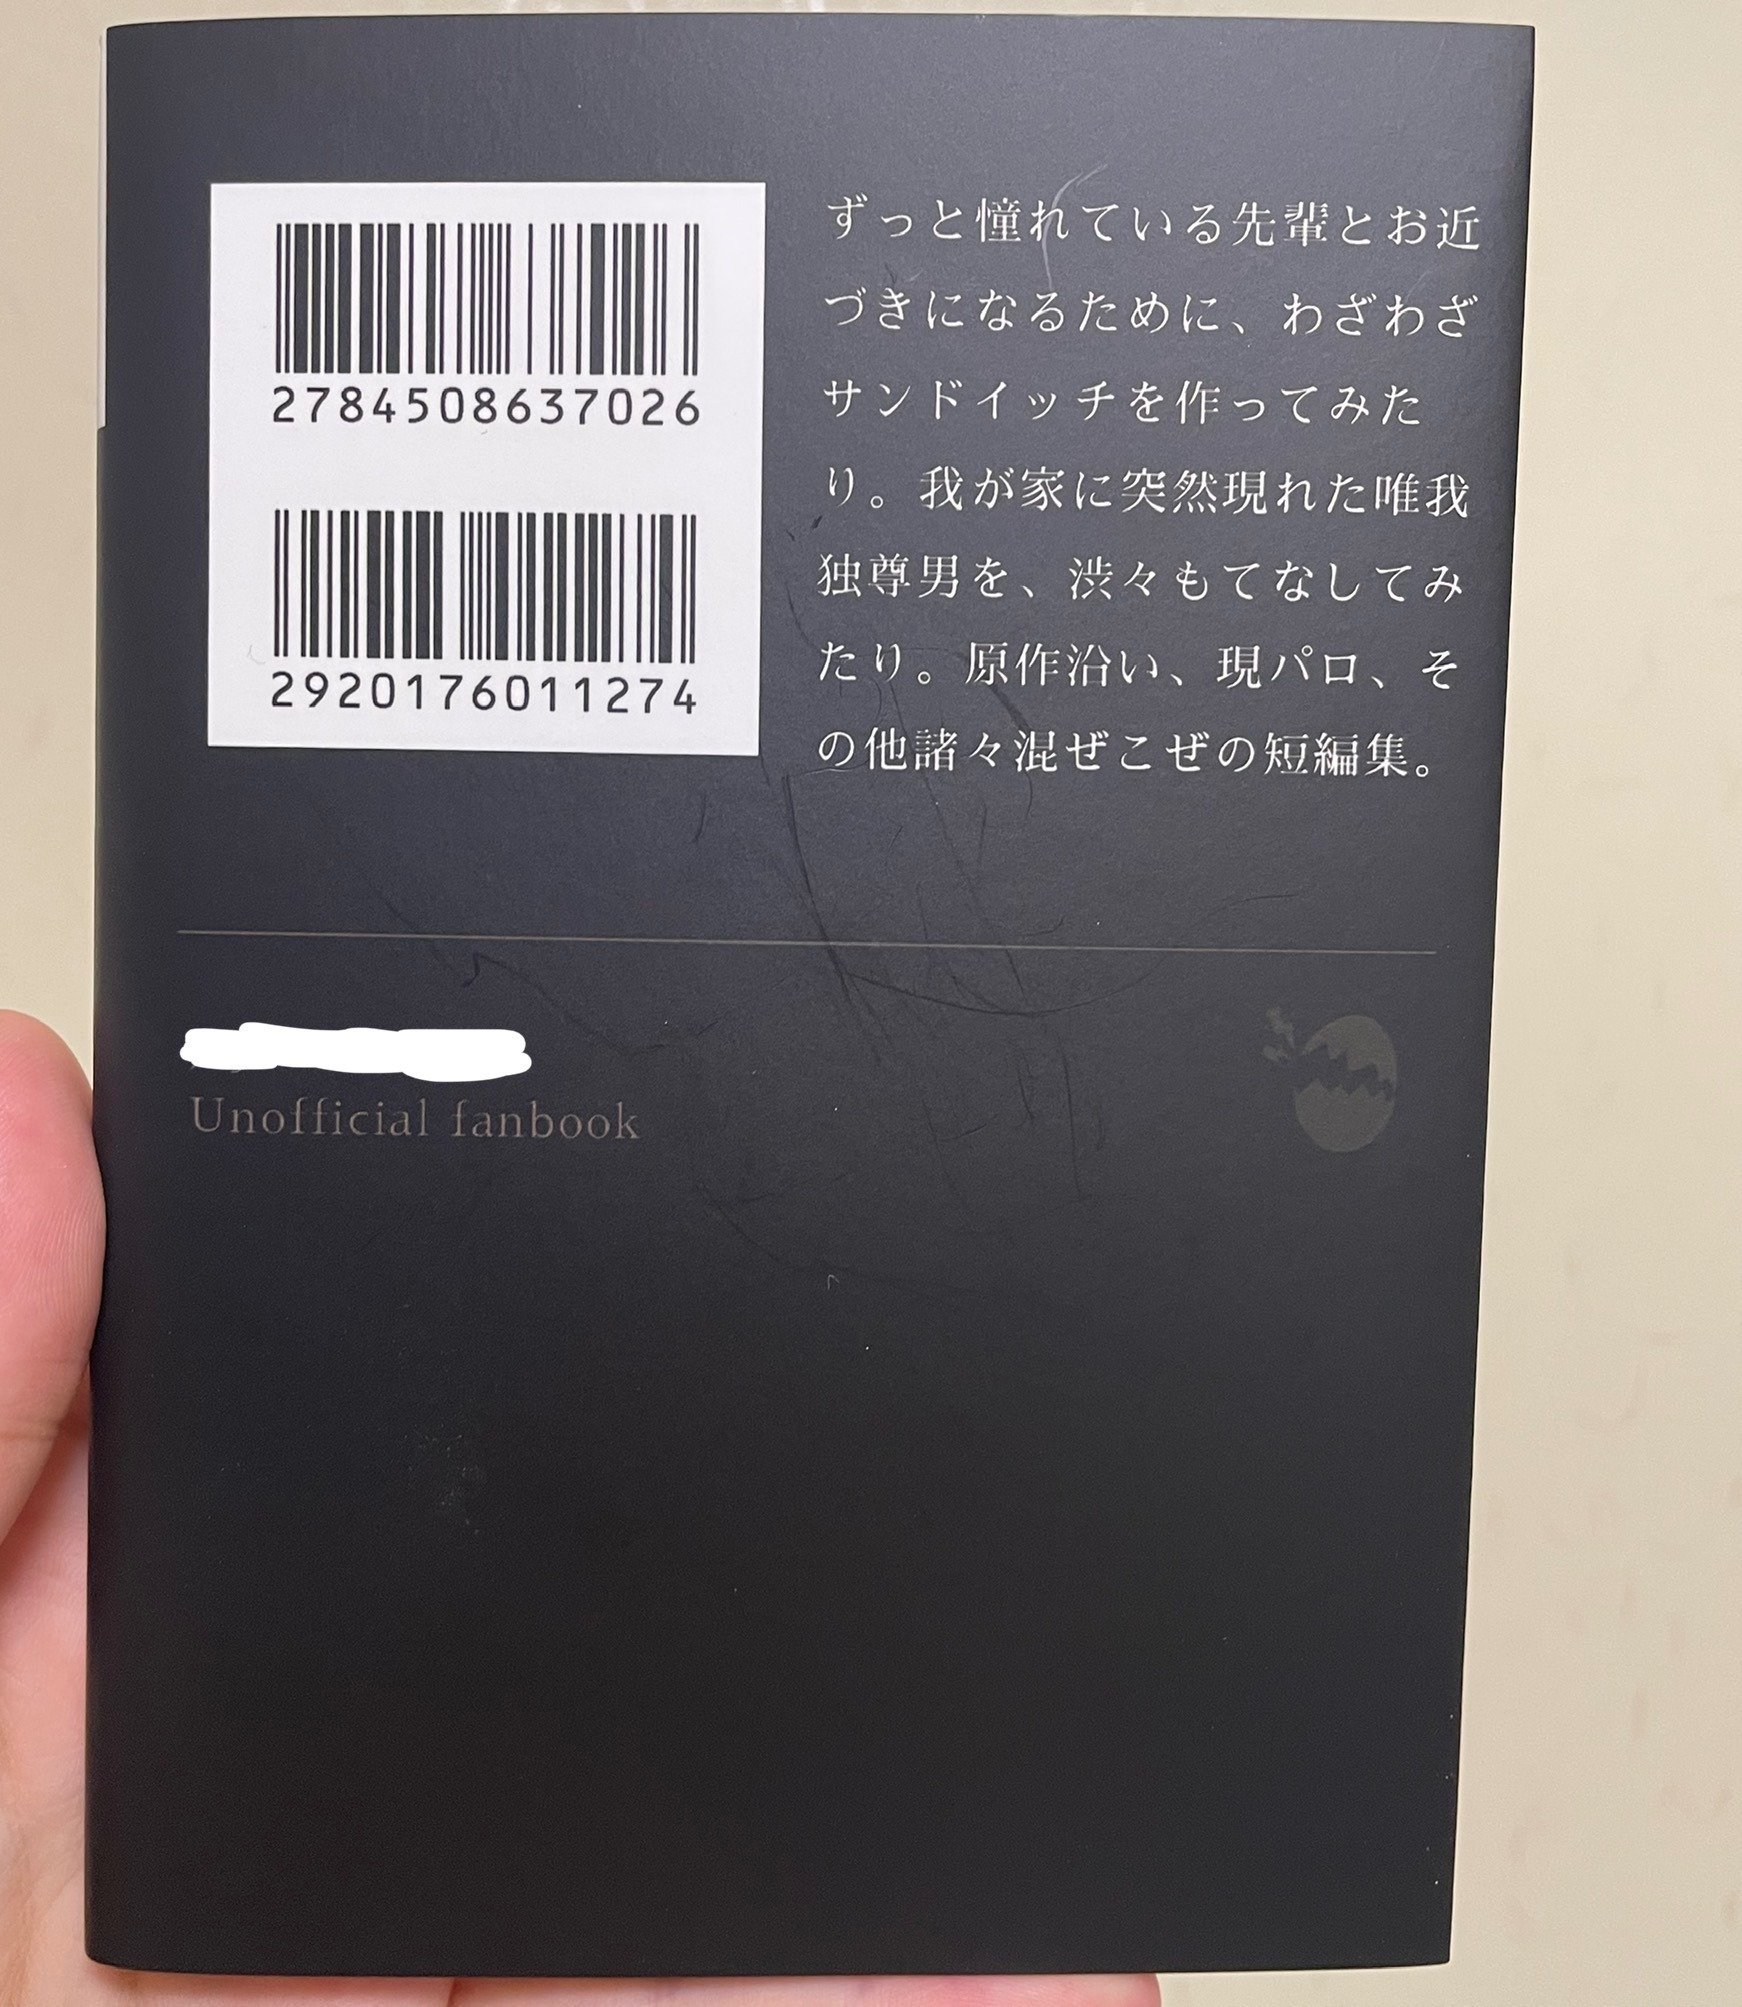 2784508637026
2920176011274
ずっと憧れている先輩とお近
づきになるために、わざわざ
サンドイッチを作ってみた
り。我が家に突然現れた唯我
独尊男を、渋々もてなしてみ
たり。原作沿い、現パロ、そ
の他諸々混ぜこぜの短編集。
Unofficial fanbook